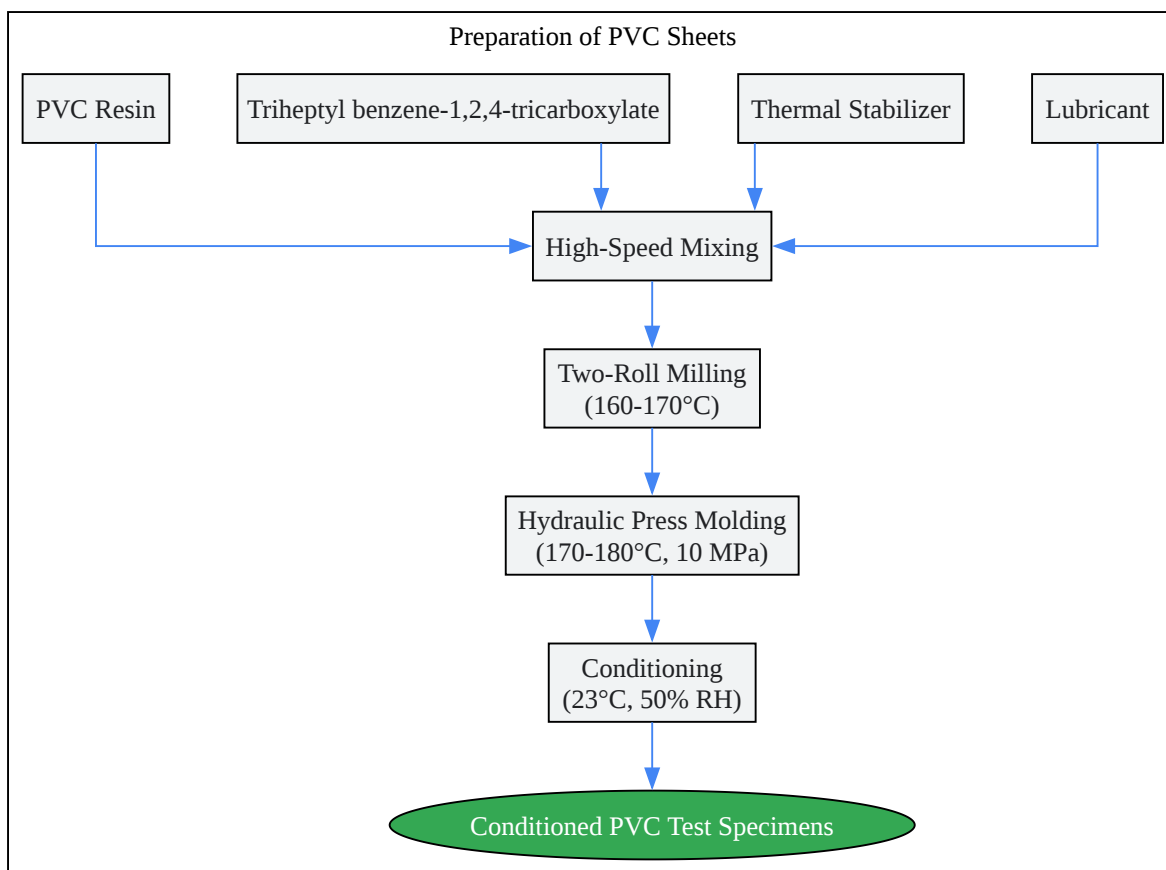 Preparation of PVC Sheets
PVC Resin
Triheptyl benzene-1,2,4-tricarboxylate
Thermal Stabilizer
Lubricant
High-Speed Mixing
Two-Roll Milling
(160-170°C)
Hydraulic Press Molding
(170-180°C, 10 MPa)
Conditioning
(23°C, 50% RH)
Conditioned PVC Test Specimens